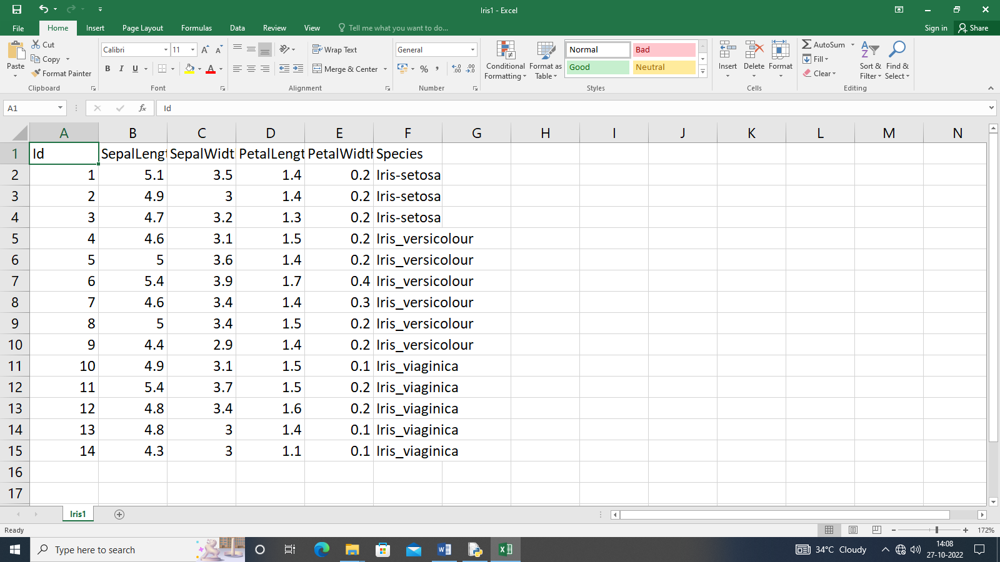 Iris1 - Excel
File Home Insert Page Layout Formulas Data Review View Tell me what you want to do... Sign in Share
Paste Cut Copy Format Painter
Calibri 11
B I U
Wrap Text
Merge & Center
General
%
Conditional Formatting Format as Table
Normal Bad
Good Neutral
Insert Delete Format
AutoSum Fill Clear
Sort & Filter Find & Select
Clipboard Font Alignment Number Styles Cells Editing
A1 fx Id
A B C D E F G H I J K L M N
1 Id SepalLengt SepalWidt PetalLengt PetalWidth Species
2 1 5.1 3.5 1.4 0.2 Iris-setosa
3 2 4.9 3 1.4 0.2 Iris-setosa
4 3 4.7 3.2 1.3 0.2 Iris-setosa
5 4 4.6 3.1 1.5 0.2 Iris_versicolour
6 5 5 3.6 1.4 0.2 Iris_versicolour
7 6 5.4 3.9 1.7 0.4 Iris_versicolour
8 7 4.6 3.4 1.4 0.3 Iris_versicolour
9 8 5 3.4 1.5 0.2 Iris_versicolour
10 9 4.4 2.9 1.4 0.2 Iris_versicolour
11 10 4.9 3.1 1.5 0.1 Iris_viaginica
12 11 5.4 3.7 1.5 0.2 Iris_viaginica
13 12 4.8 3.4 1.6 0.2 Iris_viaginica
14 13 4.8 3 1.4 0.1 Iris_viaginica
15 14 4.3 3 1.1 0.1 Iris_viaginica
16
17
Iris1
Ready 172%
Type here to search 34°C Cloudy 14:08
27-10-2022